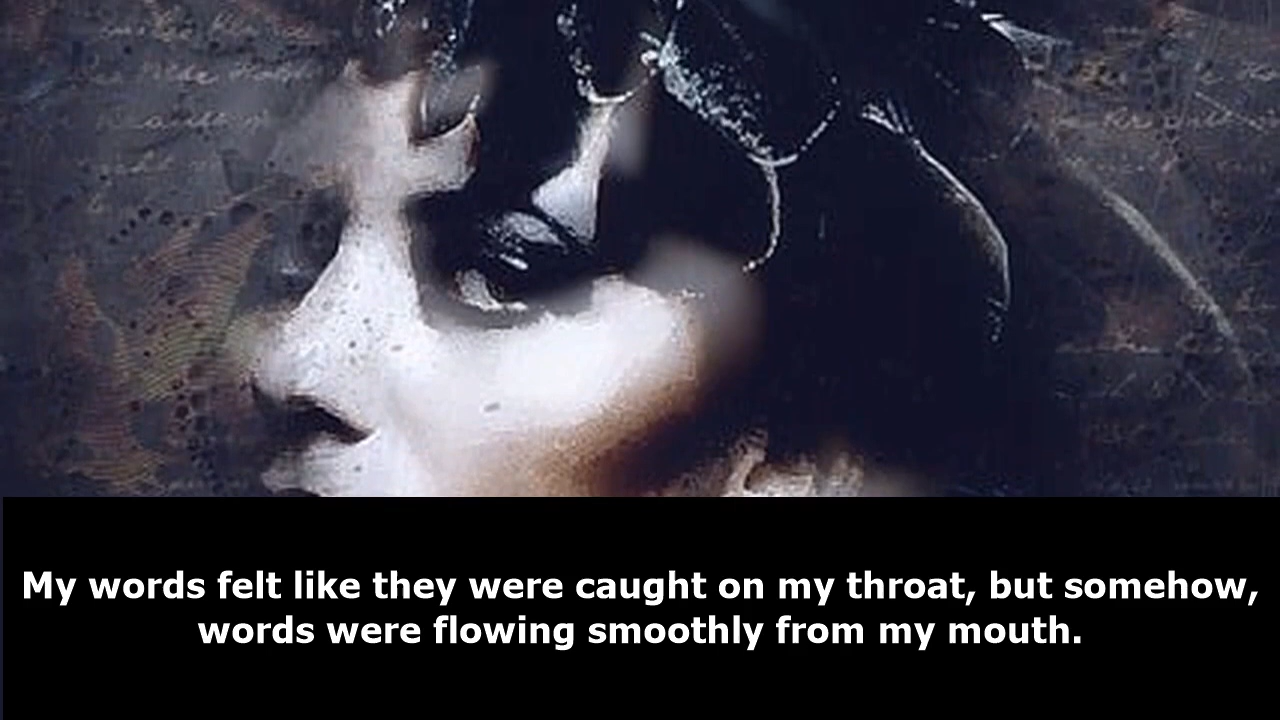 My words felt like they were caught on my throat, but somehow,
words were flowing smoothly from my mouth.